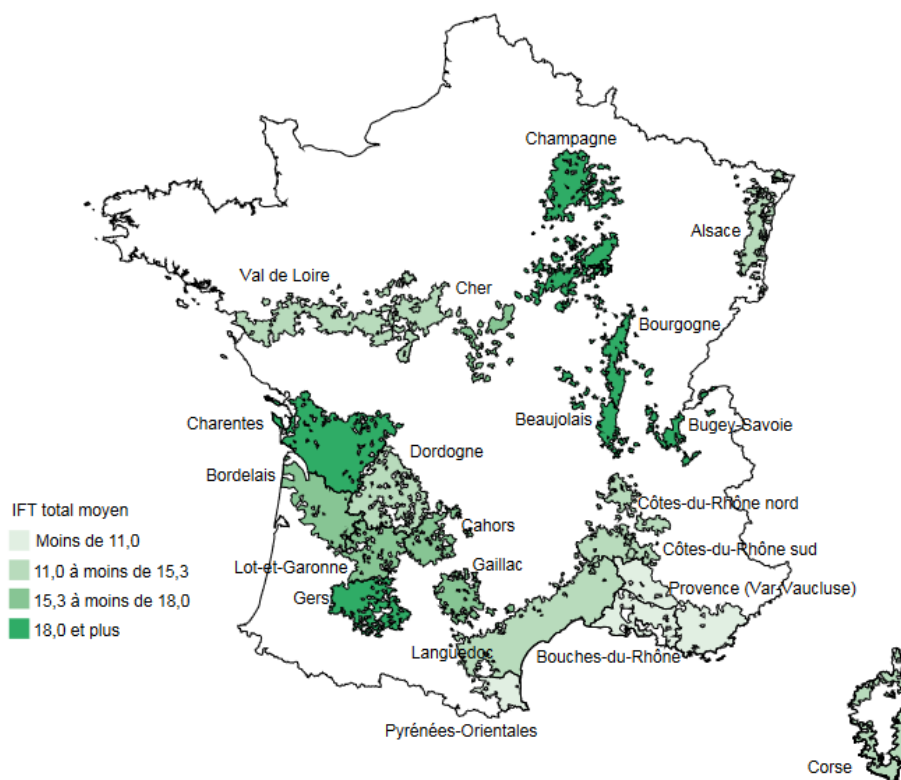 Champagne
Alsace
Val de Loire
Cher
Bourgogne
Charentes
Beaujolais
Bugey-Savoie
Dordogne
Bordelais
Côtes-du-Rhône nord
IFT total moyen
Cahors
Moins de 11,0
Côtes-du-Rhône sud
Lot-et-Garonne
Gaillac
11,0 à moins de 15,3
Provence (Var-Vaucluse)
Gers
15,3 à moins de 18,0
18,0 et plus
Languedoc
Bouches-du-Rhône
Pyrénées-Orientales
Corse